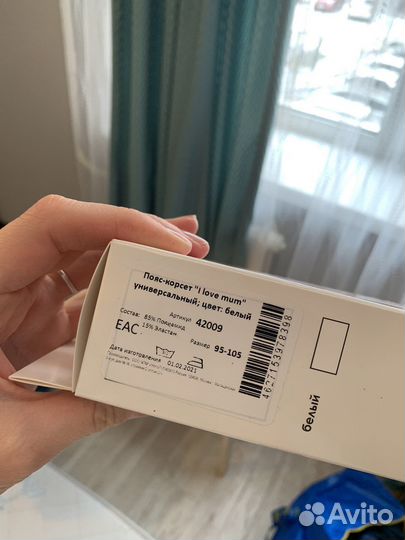 Пояс-корсет "I love mum"
универсальный; цвет: белый
Артикул 42009
Состав: 85% Полиамид
15% Эластан
Размер 95-105
EAC
Дата изготовления 01.02.2021
4627153978398
белый
Avito